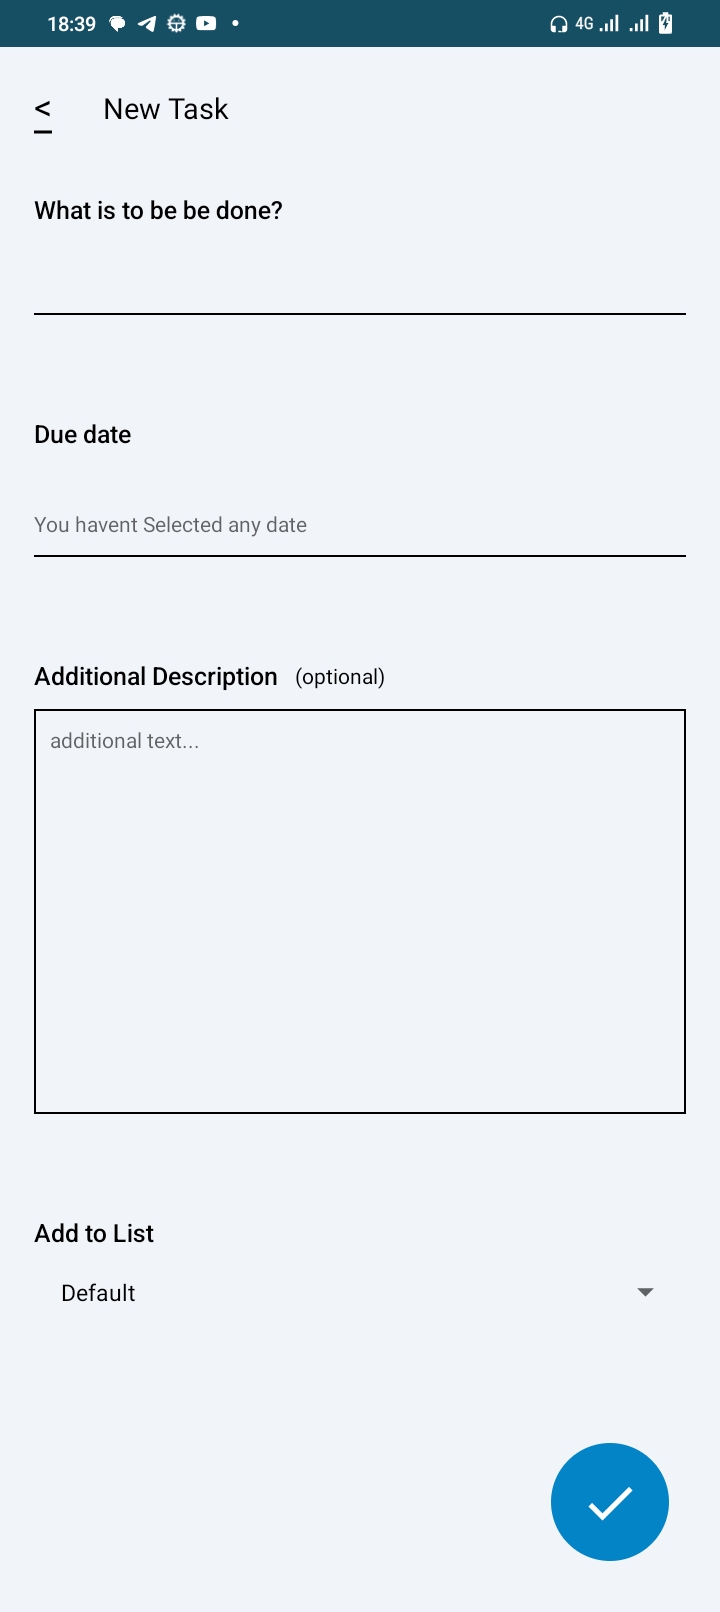 18:39
4G
< New Task
What is to be be done?
Due date
You havent Selected any date
Additional Description (optional)
additional text...
Add to List
Default